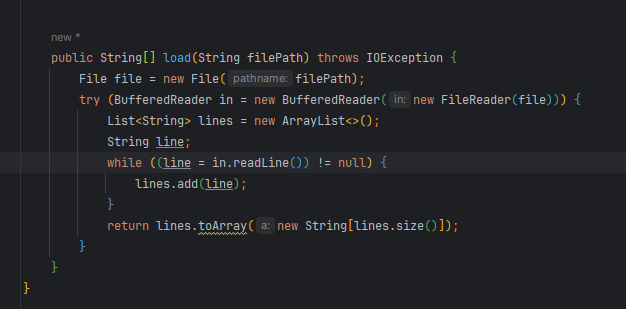 new *
public String[] load(String filePath) throws IOException {
File file = new File( pathname: filePath);
try (BufferedReader in = new BufferedReader( in: new FileReader(file))) {
List<String> lines = new ArrayList<>();
String line;
while ((line = in.readLine()) != null) {
lines.add(line);
}
return lines.toArray( a: new String[lines.size()]);
}
}
}